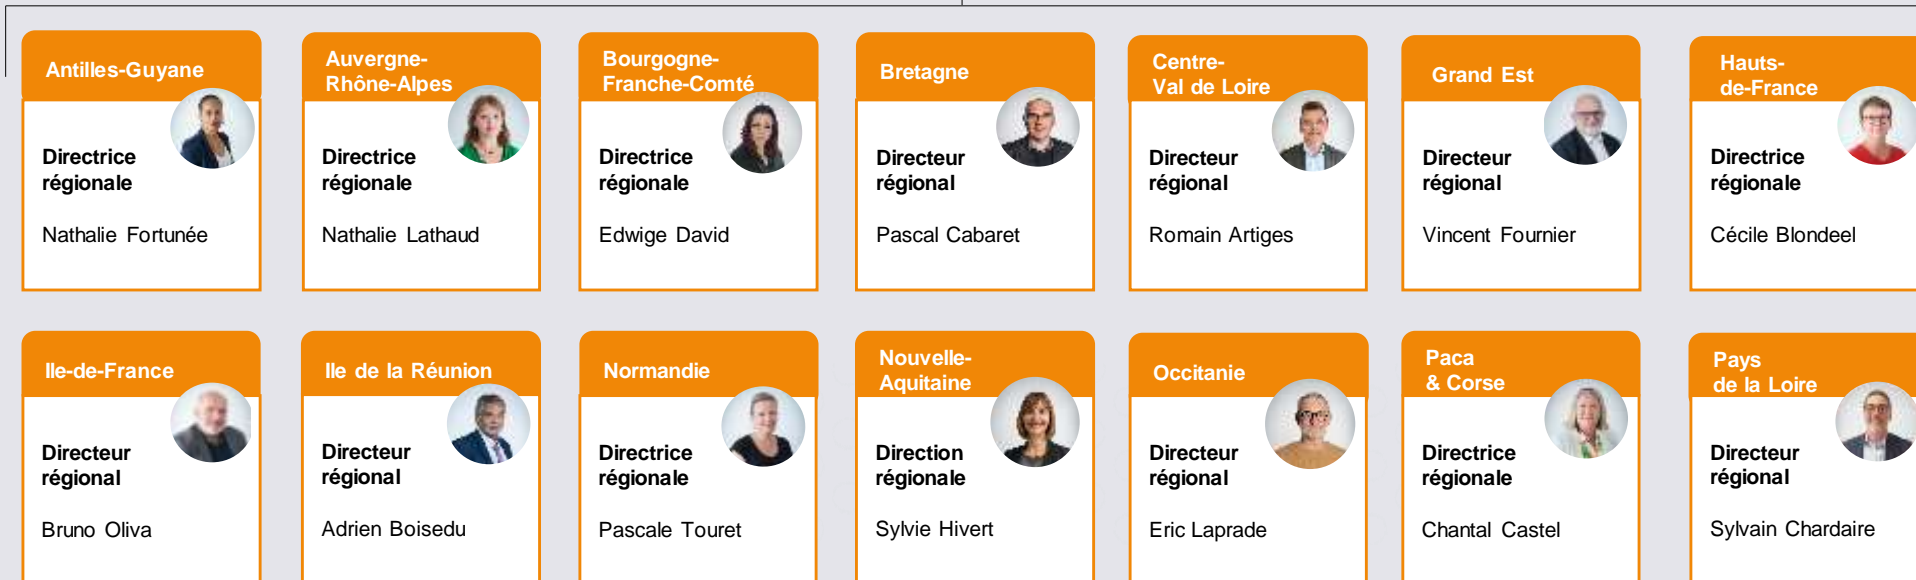 Antilles-Guyane
Directrice
régionale
Nathalie Fortunée
Auvergne-
Rhône-Alpes
Directrice
régionale
Nathalie Lathaud
Bourgogne-
Franche-Comté
Directrice
régionale
Edwige David
Bretagne
Directeur
régional
Pascal Cabaret
Centre-
Val de Loire
Directeur
régional
Romain Artiges
Grand Est
Directeur
régional
Vincent Fournier
Hauts-
de-France
Directrice
régionale
Cécile Blondeel
Ile-de-France
Directeur
régional
Bruno Oliva
Ile de la Réunion
Directeur
régional
Adrien Boisedu
Normandie
Directrice
régionale
Pascale Touret
Nouvelle-
Aquitaine
Direction
régionale
Sylvie Hivert
Occitanie
Directeur
régional
Eric Laprade
Paca
& Corse
Directrice
régionale
Chantal Castel
Pays
de la Loire
Directeur
régional
Sylvain Chardaire